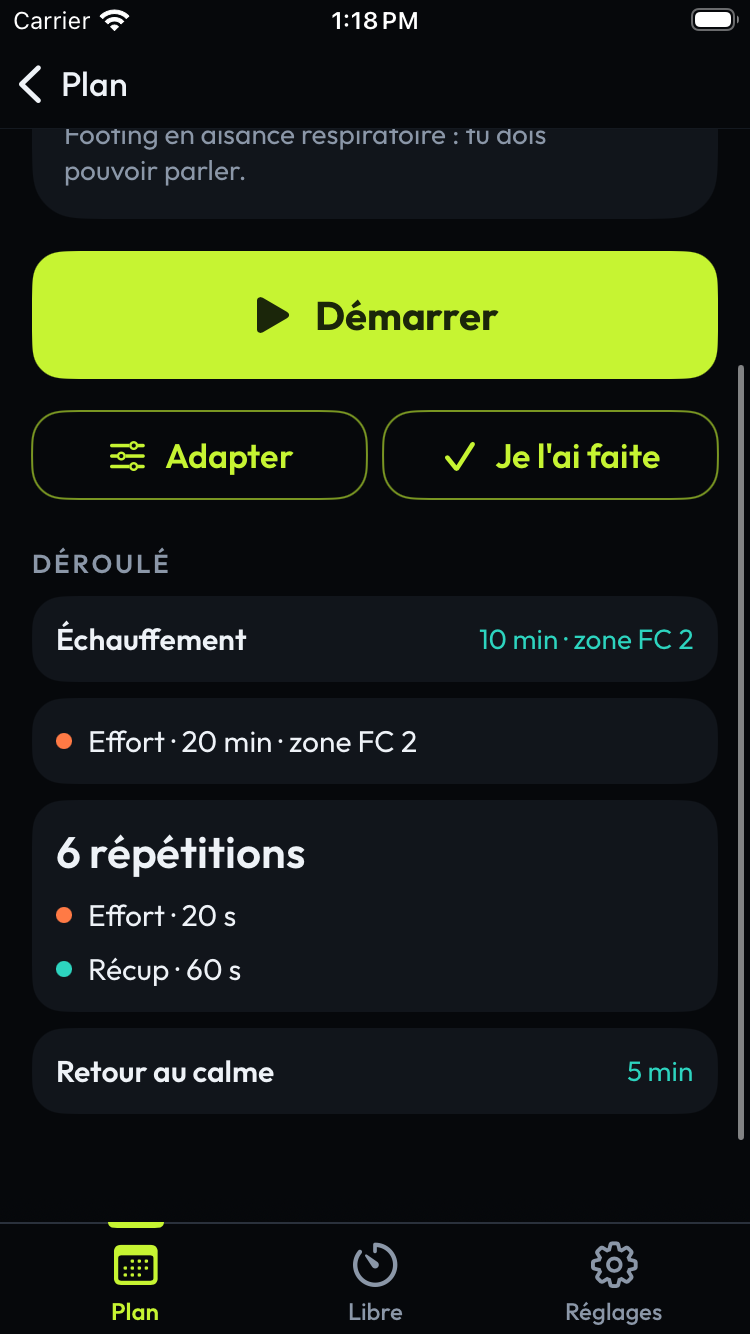 Carrier
1:18 PM
Plan
Footing en aisance respiratoire : tu dois
pouvoir parler.
Démarrer
Adapter
Je l'ai faite
DÉROULÉ
Échauffement
10 min · zone FC 2
Effort · 20 min · zone FC 2
6 répétitions
Effort · 20 s
Récup · 60 s
Retour au calme
5 min
Plan
Libre
Réglages